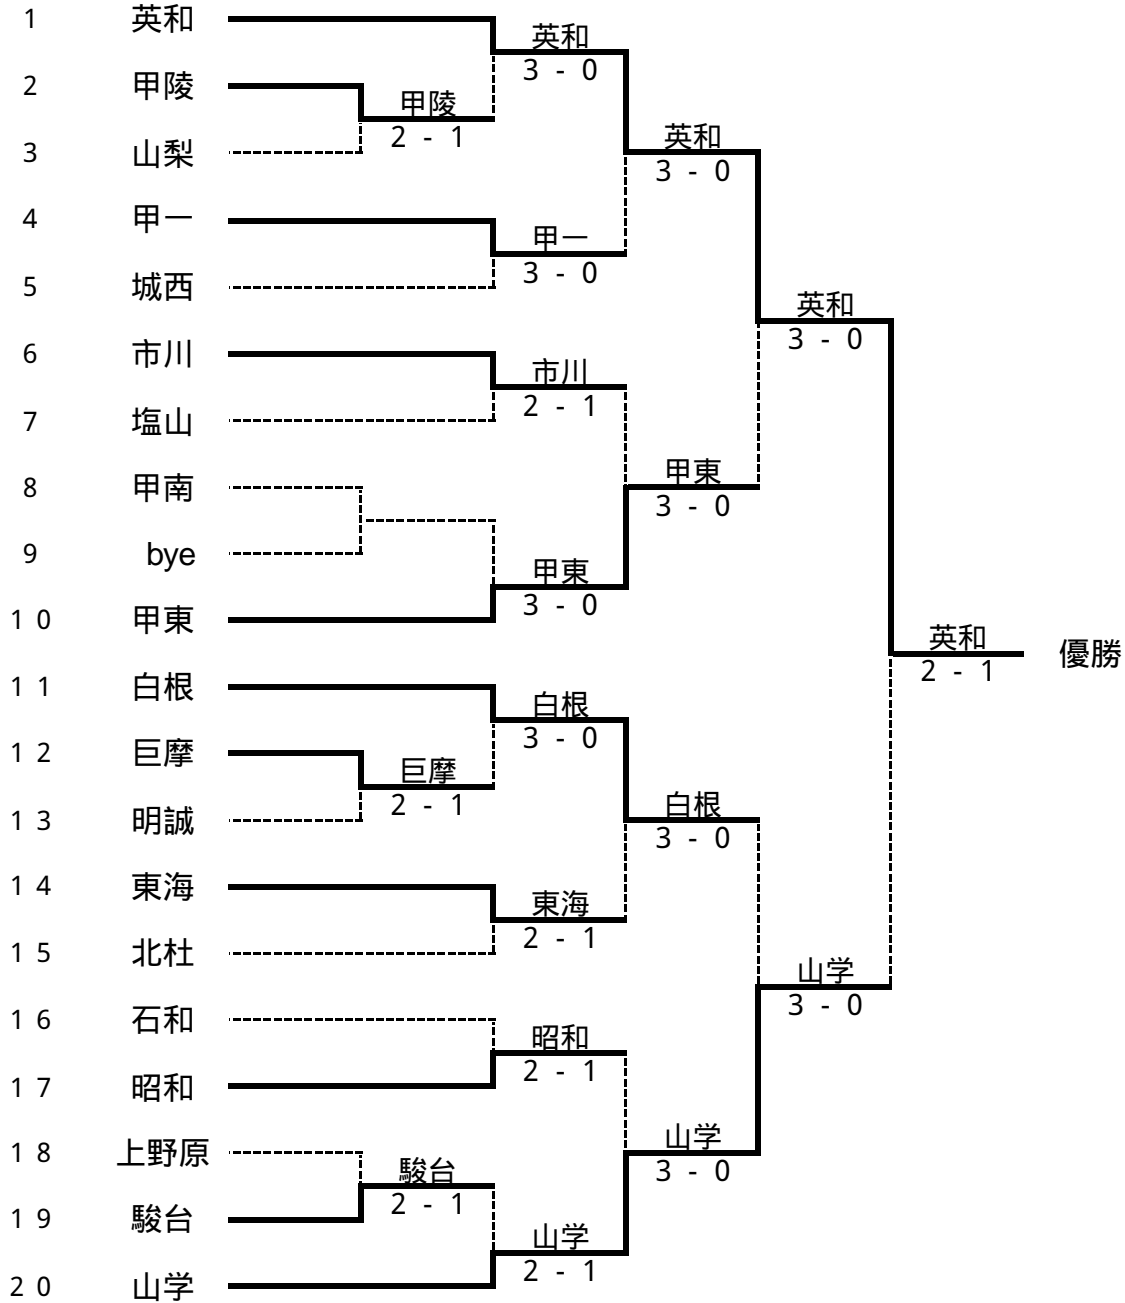 1 英和
英和
3 - 0
2 甲陵
甲陵
2 - 1
英和
3 - 0
3 山梨
4 甲一
甲一
3 - 0
5 城西
英和
3 - 0
6 市川
市川
2 - 1
7 塩山
甲東
3 - 0
8 甲南
9 bye
甲東
3 - 0
10 甲東
英和
2 - 1
優勝
11 白根
白根
3 - 0
12 巨摩
巨摩
2 - 1
白根
3 - 0
13 明誠
14 東海
東海
2 - 1
15 北杜
山学
3 - 0
16 石和
昭和
2 - 1
17 昭和
山学
3 - 0
18 上野原
駿台
2 - 1
19 駿台
山学
2 - 1
20 山学